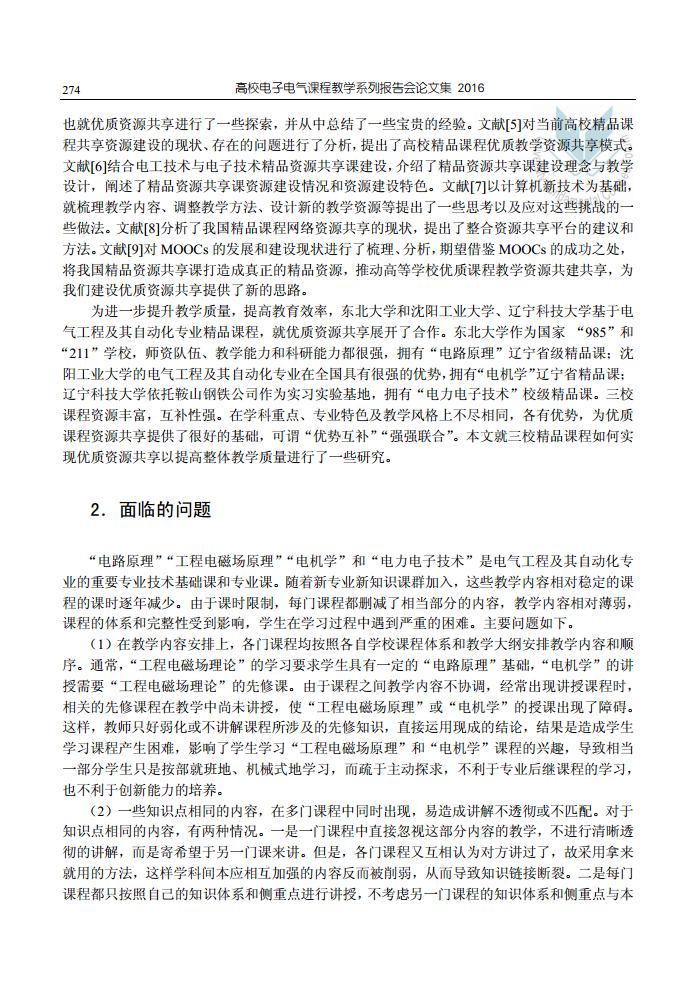 274
高校电子电气课程教学系列报告会论文集 2016
也就优质资源共享进行了一些探索，并从中总结了一些宝贵的经验。文献[5]对当前高校精品课
程共享资源建设的现状、存在的问题进行了分析，提出了高校精品课程优质教学资源共享模式。
文献[6]结合电工技术与电子技术精品资源共享课建设，介绍了精品资源共享课建设理念与教学
设计，阐述了精品资源共享课资源建设情况和资源建设特色。文献[7]以计算机新技术为基础，
就梳理教学内容、调整教学方法、设计新的教学资源等提出了一些思考以及应对这些挑战的一
些做法。文献[8]分析了我国精品课程网络资源共享的现状，提出了整合资源共享平台的建议和
方法。文献[9]对 MOOCs 的发展和建设现状进行了梳理、分析，期望借鉴 MOOCs 的成功之处，
将我国精品资源共享课打造成真正的精品资源，推动高等学校优质课程教学资源共建共享，为
我们建设优质资源共享提供了新的思路。
为进一步提升教学质量，提高教育效率，东北大学和沈阳工业大学、辽宁科技大学基于电
气工程及其自动化专业精品课程，就优质资源共享展开了合作。东北大学作为国家 “985”和
“211”学校，师资队伍、教学能力和科研能力都很强，拥有“电路原理”辽宁省级精品课；沈
阳工业大学的电气工程及其自动化专业在全国具有很强的优势，拥有“电机学”辽宁省精品课；
辽宁科技大学依托鞍山钢铁公司作为实习实验基地，拥有“电力电子技术”校级精品课。三校
课程资源丰富，互补性强。在学科重点、专业特色及教学风格上不尽相同，各有优势，为优质
课程资源共享提供了很好的基础，可谓“优势互补”“强强联合”。本文就三校精品课程如何实
现优质资源共享以提高整体教学质量进行了一些研究。
2．面临的问题
“电路原理”“工程电磁场原理”“电机学”和“电力电子技术”是电气工程及其自动化专
业的重要专业技术基础课和专业课。随着新专业新知识课群加入，这些教学内容相对稳定的课
程的课时逐年减少。由于课时限制，每门课程都删减了相当部分的内容，教学内容相对薄弱，
课程的体系和完整性受到影响，学生在学习过程中遇到严重的困难。主要问题如下。
（1）在教学内容安排上，各门课程均按照各自学校课程体系和教学大纲安排教学内容和顺
序。通常，“工程电磁场理论”的学习要求学生具有一定的“电路原理”基础，“电机学”的讲
授需要“工程电磁场理论”的先修课。由于课程之间教学内容不协调，经常出现讲授课程时，
相关的先修课程在教学中尚未讲授，使“工程电磁场原理”或“电机学”的授课出现了障碍。
这样，教师只好弱化或不讲解课程所涉及的先修知识，直接运用现成的结论，结果是造成学生
学习课程产生困难，影响了学生学习“工程电磁场原理”和“电机学”课程的兴趣，导致相当
一部分学生只是按部就班地、机械式地学习，而疏于主动探求，不利于专业后继课程的学习，
也不利于创新能力的培养。
（2）一些知识点相同的内容，在多门课程中同时出现，易造成讲解不透彻或不匹配。对于
知识点相同的内容，有两种情况。一是一门课程中直接忽视这部分内容的教学，不进行清晰透
彻的讲解，而是寄希望于另一门课来讲。但是，各门课程又互相认为对方讲过了，故采用拿来
就用的方法，这样学科间本应相互加强的内容反而被削弱，从而导致知识链接断裂。二是每门
课程都只按照自己的知识体系和侧重点进行讲授，不考虑另一门课程的知识体系和侧重点与本